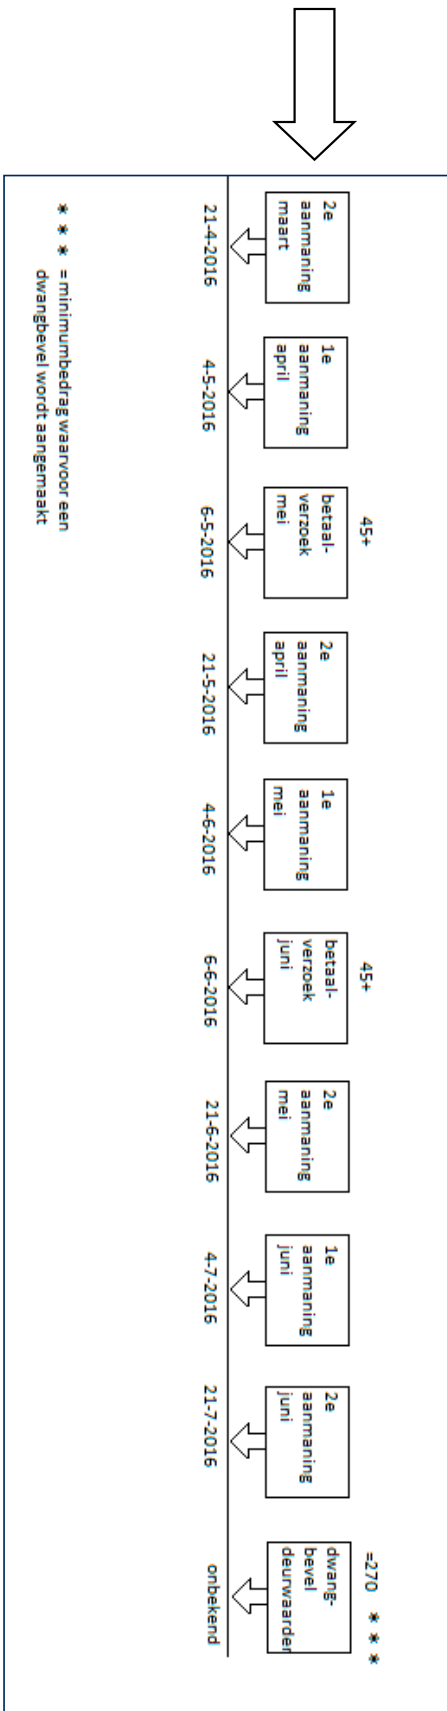 45+
45+
=270 * * *
2e
aanmaning
maart
1e
aanmaning
april
betaal-
verzoek
mei
2e
aanmaning
april
1e
aanmaning
mei
betaal-
verzoek
juni
2e
aanmaning
mei
1e
aanmaning
juni
2e
aanmaning
juni
dwang-
bevel
deurwaarder
21-4-2016
4-5-2016
6-5-2016
21-5-2016
4-6-2016
6-6-2016
21-6-2016
4-7-2016
21-7-2016
onbekend
* * * =minimumbedrag waarvoor een
dwangbevel wordt aangemaakt